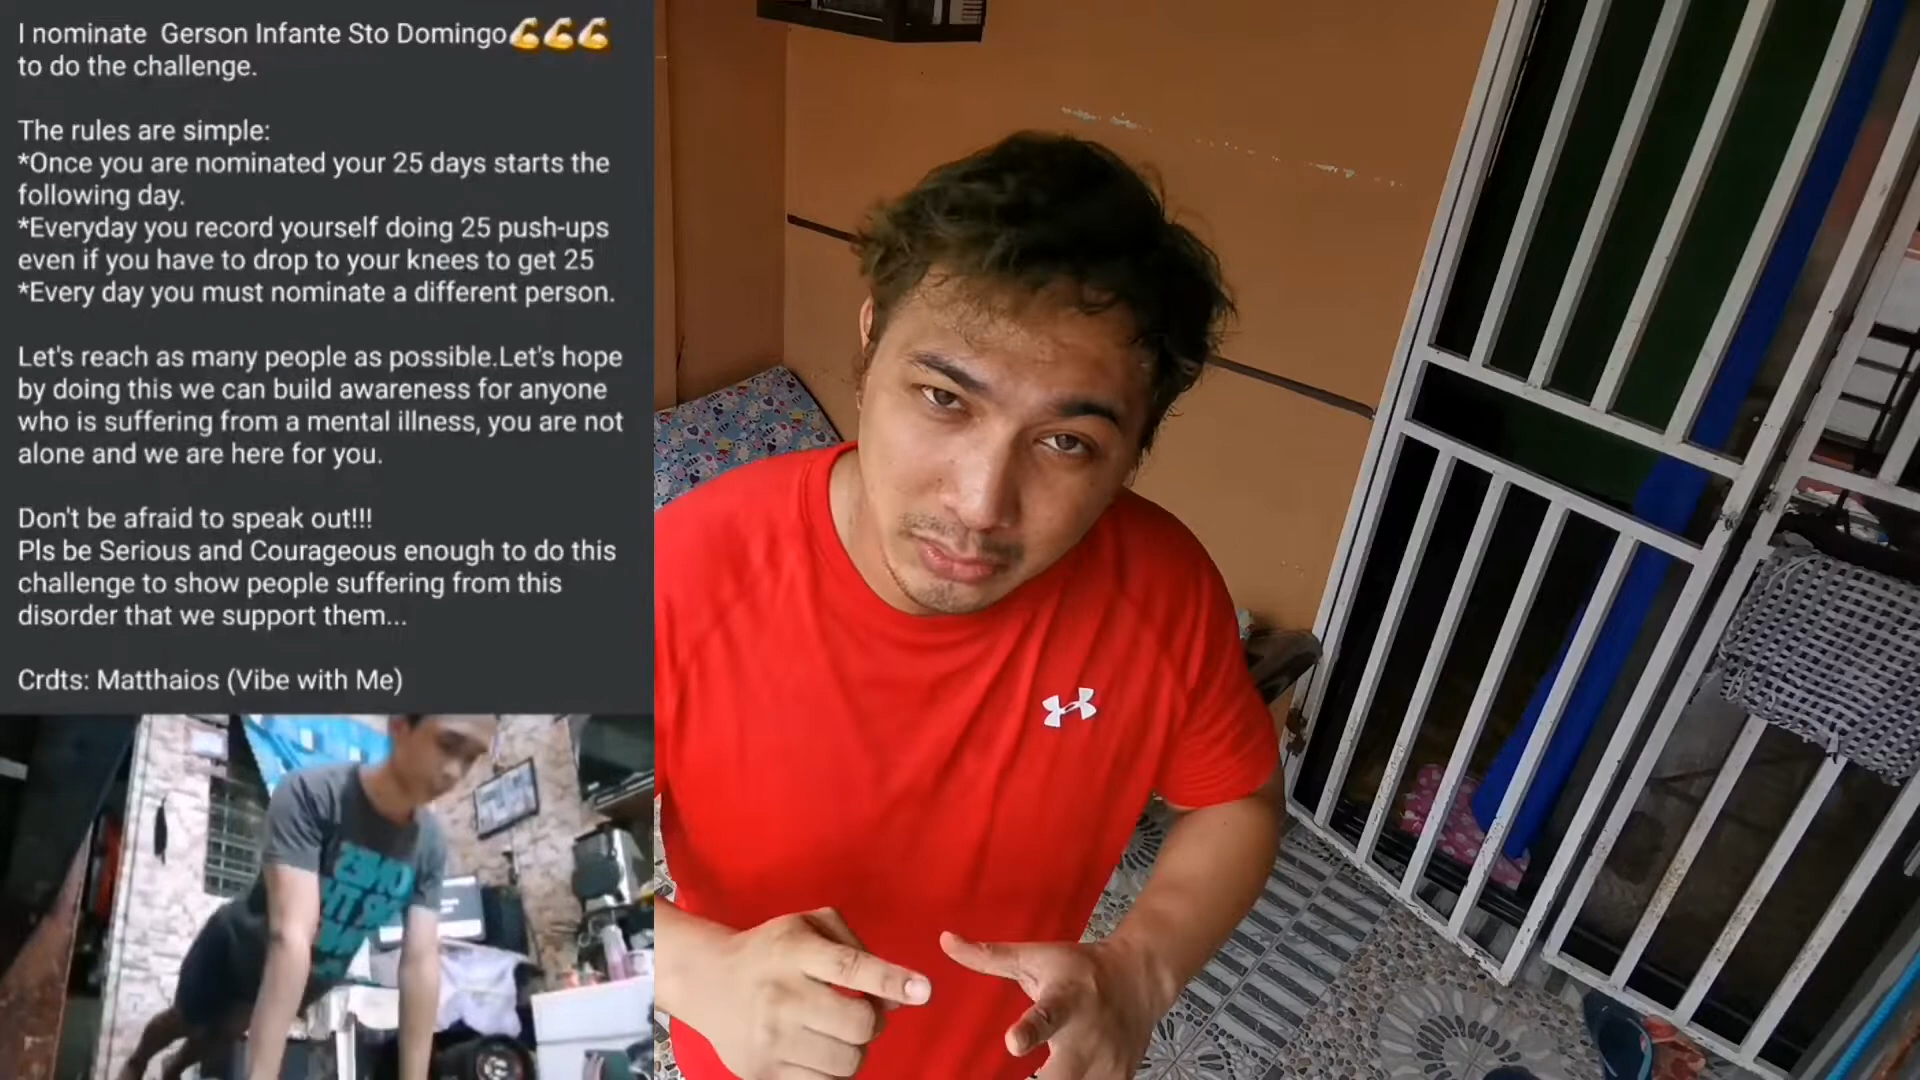 I nominate  Gerson Infante Sto Domingo💪💪💪
to do the challenge.
The rules are simple:
*Once you are nominated your 25 days starts the
following day.
*Everyday you record yourself doing 25 push-ups
even if you have to drop to your knees to get 25
*Every day you must nominate a different person.
Let's reach as many people as possible.Let's hope
by doing this we can build awareness for anyone
who is suffering from a mental illness, you are not
alone and we are here for you.
Don't be afraid to speak out!!!
Pls be Serious and Courageous enough to do this
challenge to show people suffering from this
disorder that we support them...
Crdts: Matthaios (Vibe with Me)